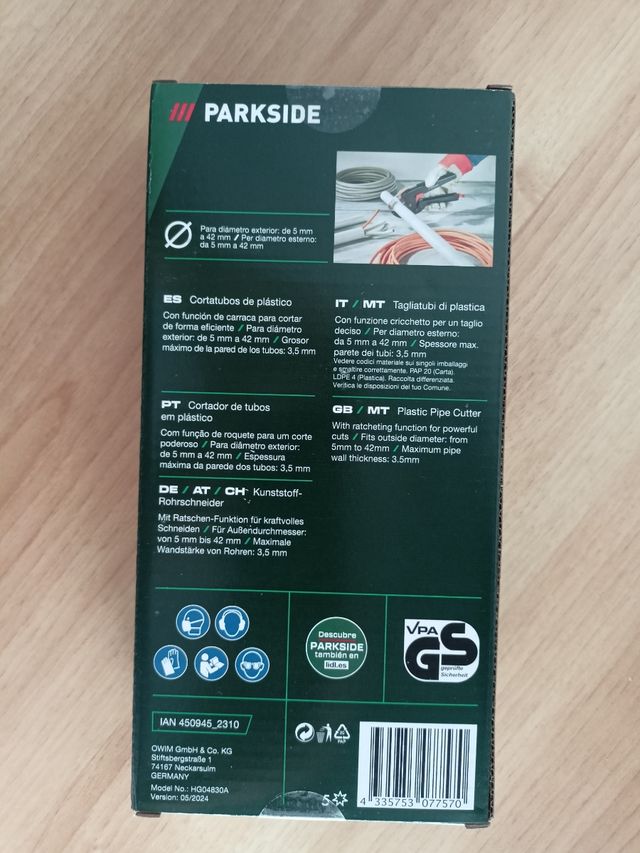 PARKSIDE
Para diámetro exterior: de 5 mm
a 42 mm / Per diametro esterno:
da 5 mm a 42 mm
ES Cortatubos de plástico
Con función de carraca para cortar
de forma eficiente / Para diámetro
exterior: de 5 mm a 42 mm / Grosor
máximo de la pared de los tubos: 3,5 mm
IT / MT Tagliatubi di plastica
Con funzione cricchetto per un taglio
deciso / Per diametro esterno:
da 5 mm a 42 mm / Spessore max.
parete dei tubi: 3,5 mm
Vedere codici materiale sui singoli imballaggi
e smaltire correttamente. PAP 20 (Carta).
LDPE 4 (Plastica). Raccolta differenziata.
Verifica le disposizioni del tuo Comune.
PT Cortador de tubos
em plástico
Com função de roquete para um corte
poderoso / Para diâmetro exterior:
de 5 mm a 42 mm / Espessura
máxima da parede dos tubos: 3,5 mm
GB / MT Plastic Pipe Cutter
With ratcheting function for powerful
cuts / Fits outside diameter: from
5mm to 42mm / Maximum pipe
wall thickness: 3.5mm
DE / AT / CH Kunststoff-
Rohrschneider
Mit Ratschen-Funktion für kraftvolles
Schneiden / Für Außendurchmesser:
von 5 mm bis 42 mm / Maximale
Wandstärke von Rohren: 3,5 mm
Descubre
PARKSIDE
también en
lidl.es
VPA
GS
geprüfte
Sicherheit
IAN 450945_2310
OWIM GmbH & Co. KG
Stiftsbergstraße 1
74167 Neckarsulm
GERMANY
Model No.: HG04830A
Version: 05/2024
PAP
5
4 335753 077570